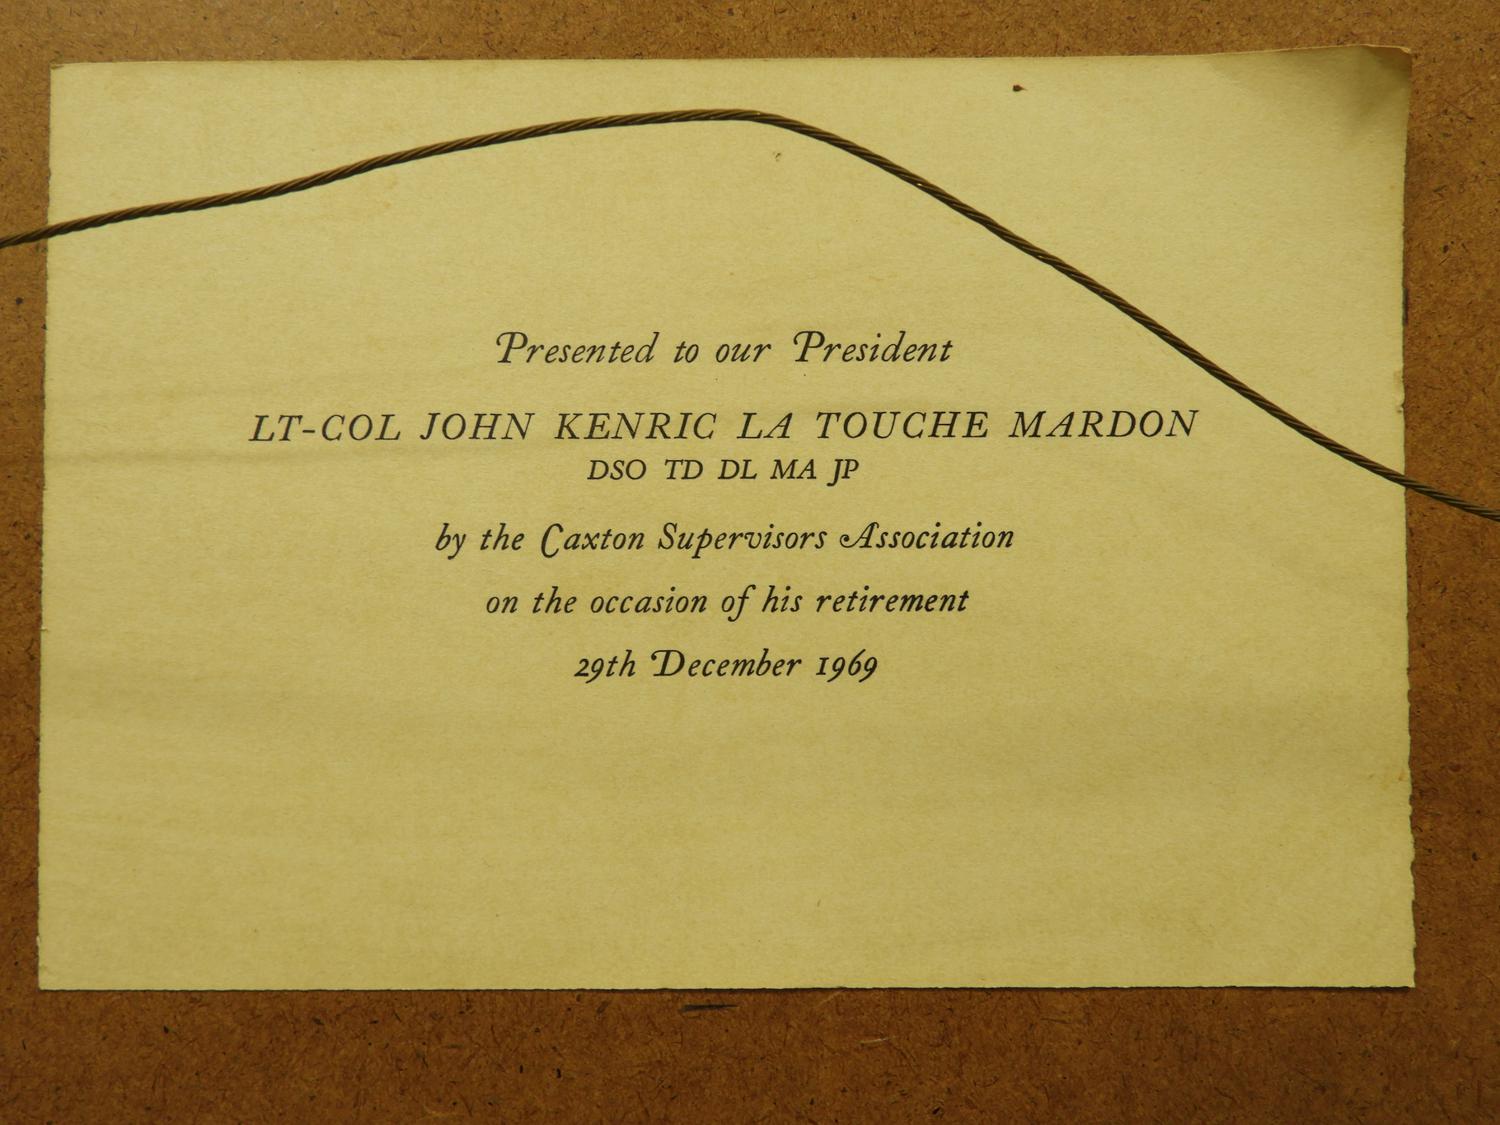 Presented to our President
LT-COL JOHN KENRIC LA TOUCHE MARDON
DSO TD DL MA JP
by the Caxton Supervisors Association
on the occasion of his retirement
29th December 1969